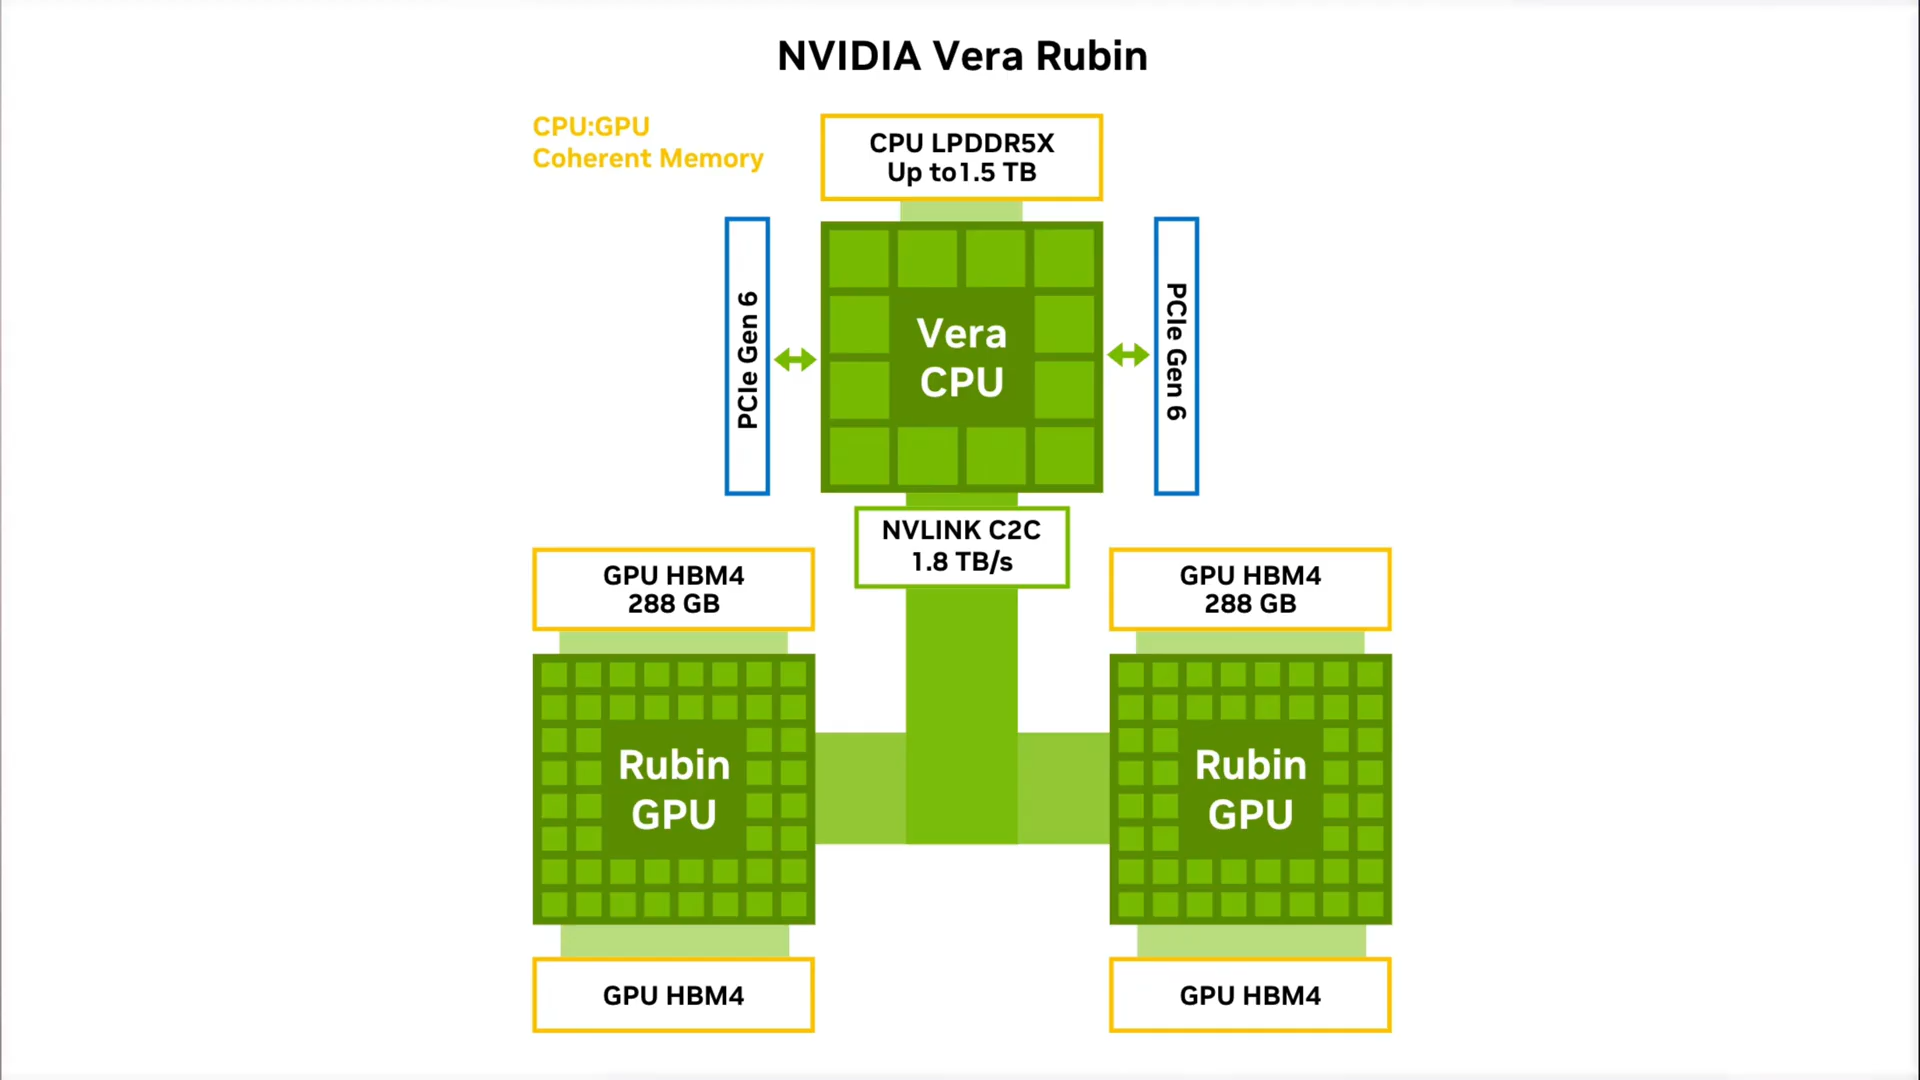 NVIDIA Vera Rubin
CPU:GPU
Coherent Memory
CPU LPDDR5X
Up to1.5 TB
PCIe Gen 6
Vera
CPU
PCIe Gen 6
NVLINK C2C
1.8 TB/s
GPU HBM4
288 GB
GPU HBM4
288 GB
Rubin
GPU
Rubin
GPU
GPU HBM4
GPU HBM4